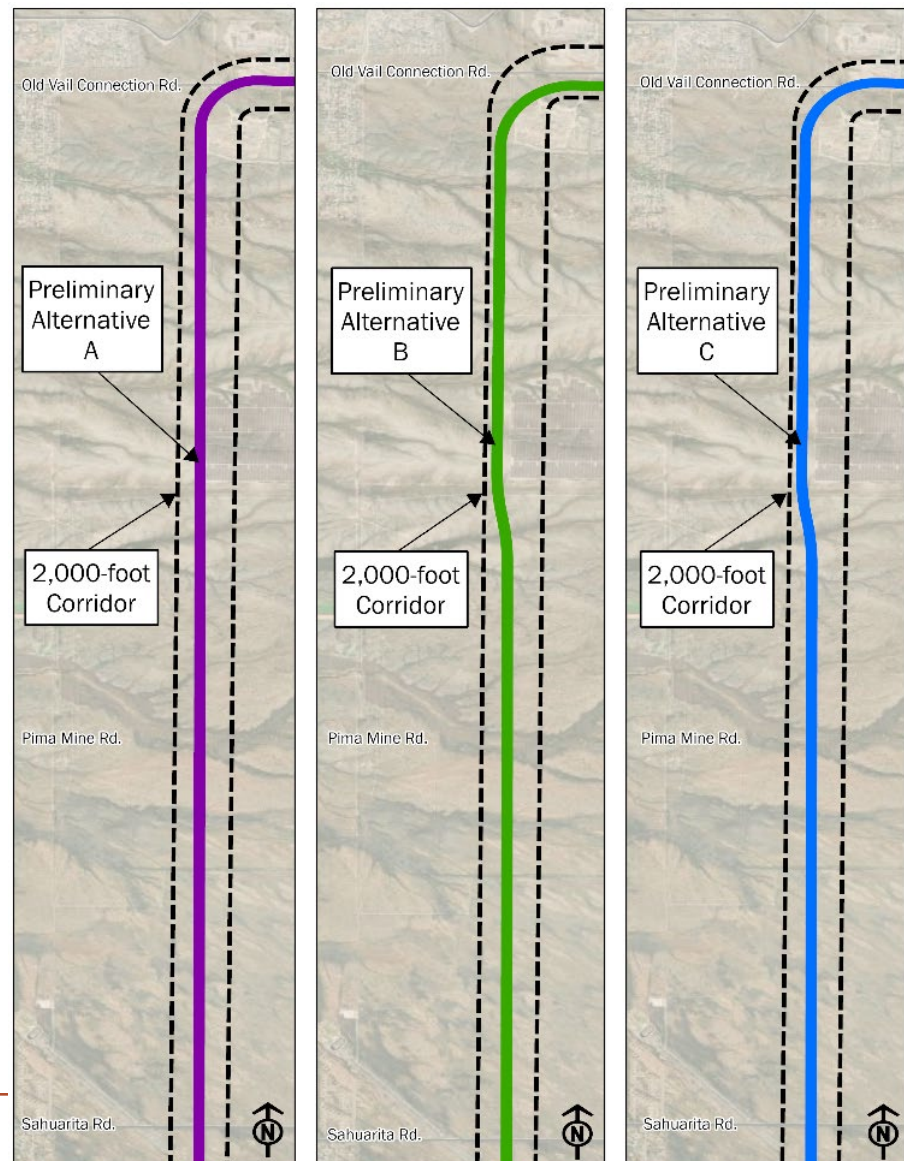 Old Vail Connection Rd.
Preliminary
Alternative
A
2,000-foot
Corridor
Pima Mine Rd.
Sahuarita Rd.
N
Old Vail Connection Rd.
Preliminary
Alternative
B
2,000-foot
Corridor
Pima Mine Rd.
Sahuarita Rd.
N
Old Vail Connection Rd.
Preliminary
Alternative
C
2,000-foot
Corridor
Pima Mine Rd.
Sahuarita Rd.
N